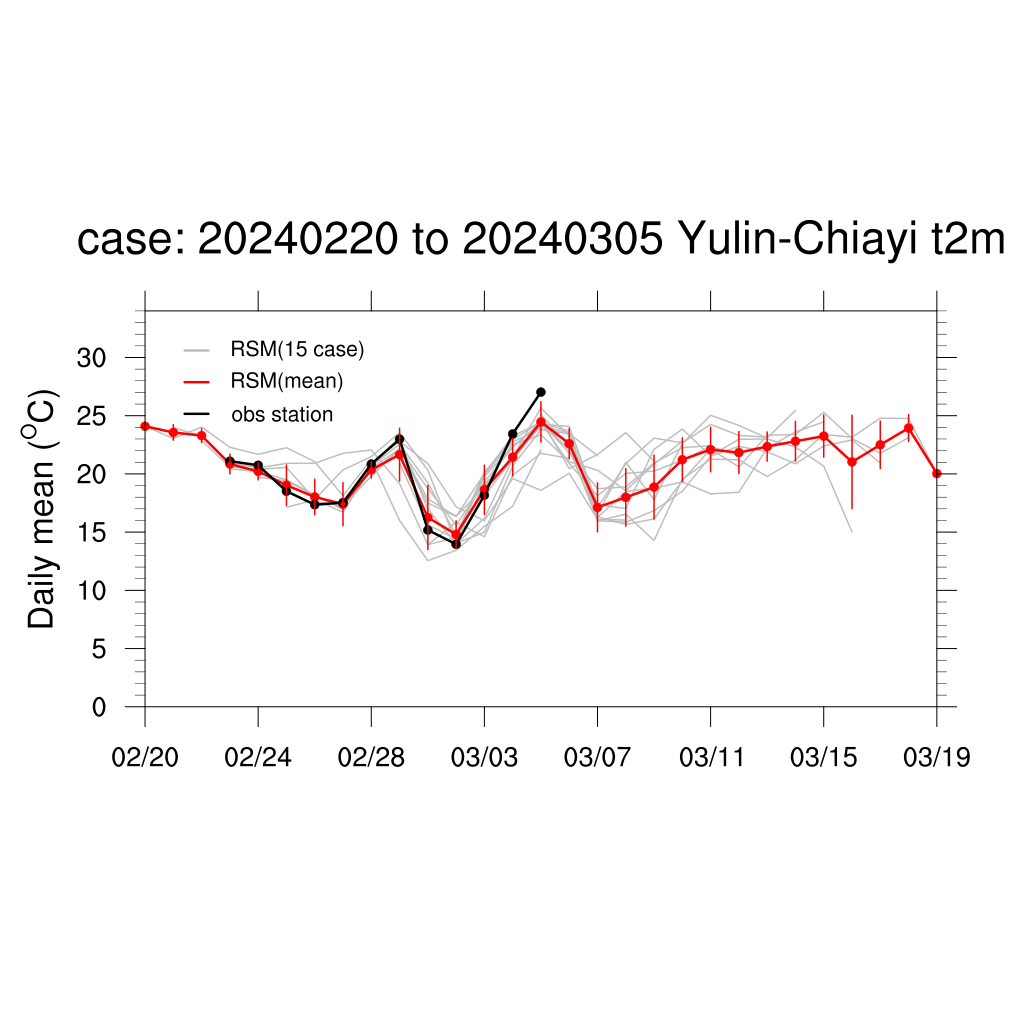 case: 20240220 to 20240305 Yulin-Chiayi t2m
RSM(15 case)
RSM(mean)
obs station
Daily mean (°C)
30
25
20
15
10
5
0
02/20 02/24 02/28 03/03 03/07 03/11 03/15 03/19